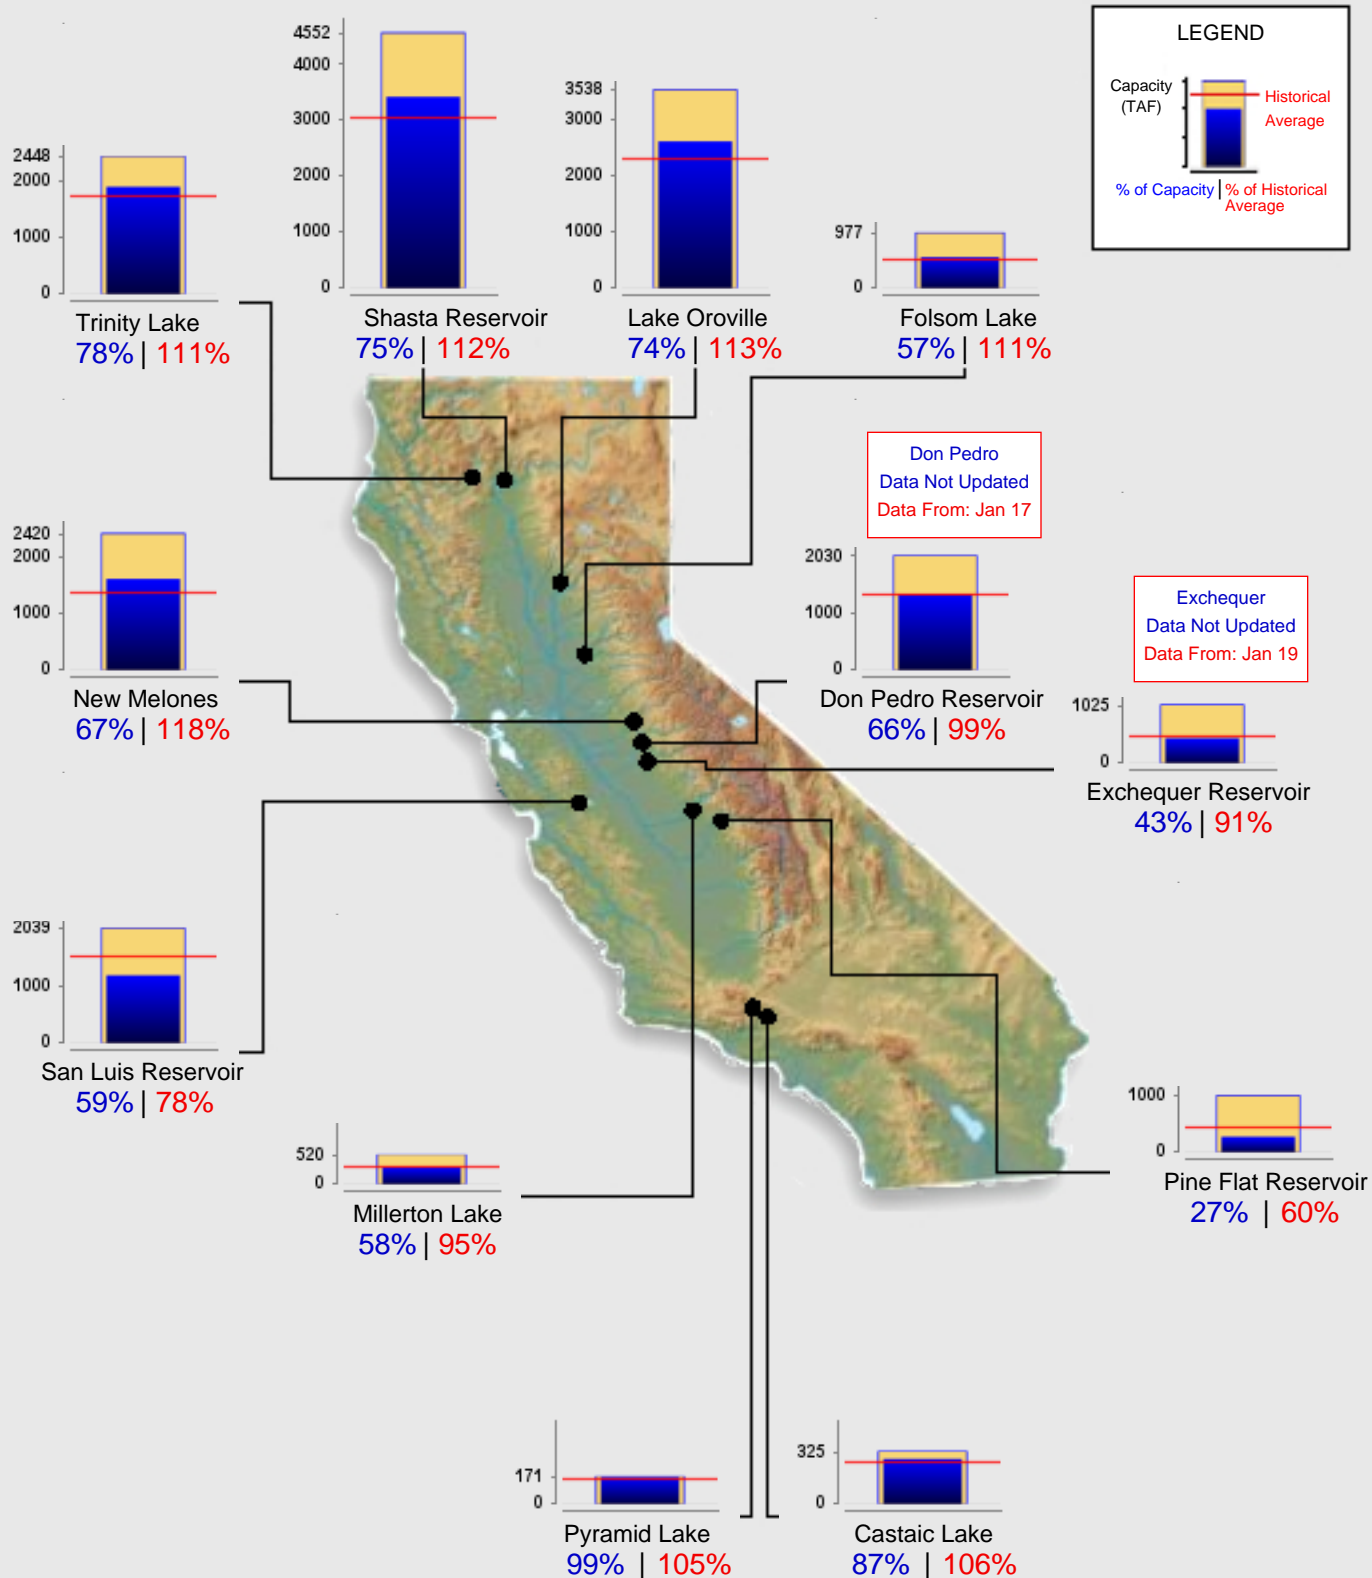 LEGEND
Capacity
(TAF)
Historical
Average
% of Capacity | % of Historical
Average
4552
4000
3000
2000
1000
0
Shasta Reservoir
75% | 112%
3538
3000
2000
1000
0
Lake Oroville
74% | 113%
2448
2000
1000
0
Trinity Lake
78% | 111%
977
0
Folsom Lake
57% | 111%
Don Pedro
Data Not Updated
Data From: Jan 17
2030
1000
0
Don Pedro Reservoir
66% | 99%
2420
2000
1000
0
New Melones
67% | 118%
Exchequer
Data Not Updated
Data From: Jan 19
1025
0
Exchequer Reservoir
43% | 91%
2039
1000
0
San Luis Reservoir
59% | 78%
1000
0
Pine Flat Reservoir
27% | 60%
520
0
Millerton Lake
58% | 95%
171
0
Pyramid Lake
99% | 105%
325
0
Castaic Lake
87% | 106%